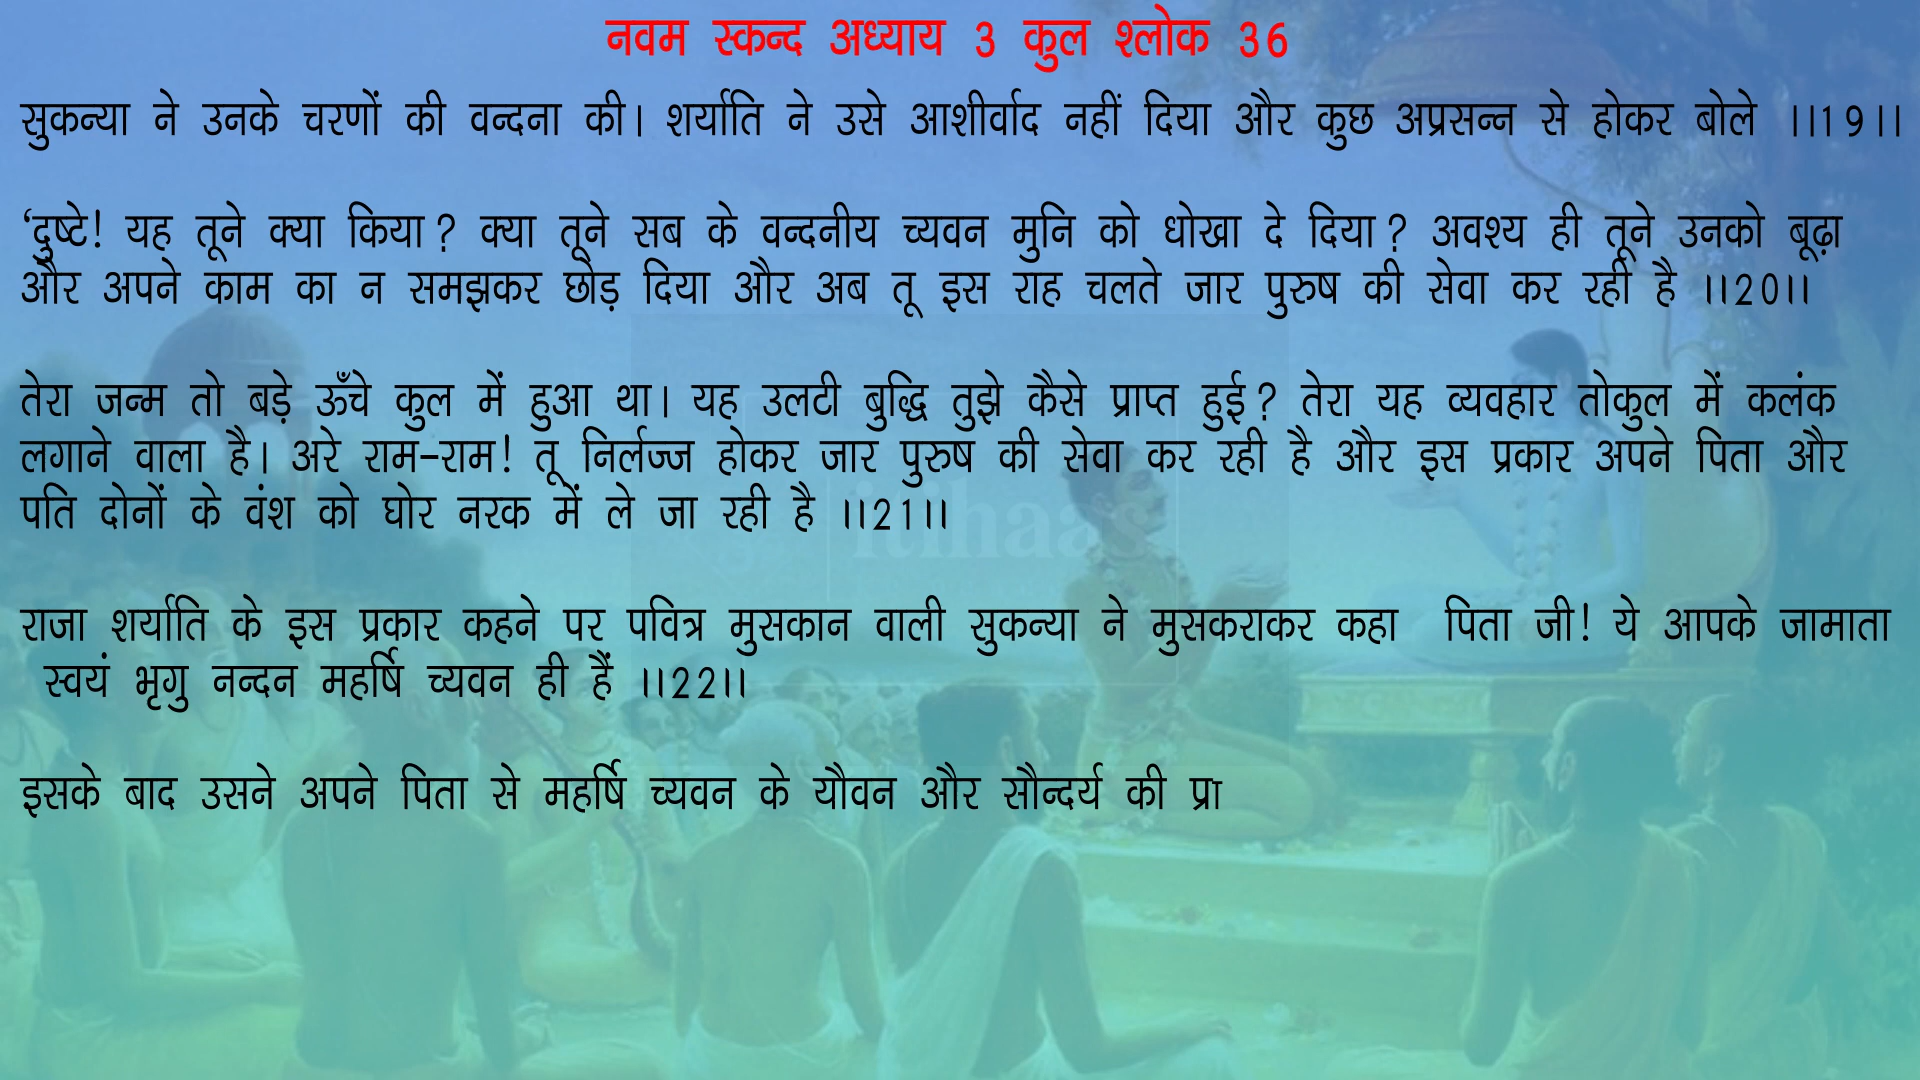 नवम स्कन्द अध्याय 3 कुल श्लोक 36
सुकन्या ने उनके चरणों की वन्दना की। शर्याति ने उसे आशीर्वाद नहीं दिया और कुछ अप्रसन्न से होकर बोले ।।19।।
‘दुष्टे! यह तूने क्या किया? क्या तूने सब के वन्दनीय च्यवन मुनि को धोखा दे दिया? अवश्य ही तूने उनको बूढ़ा
और अपने काम का न समझकर छोड़ दिया और अब तू इस राह चलते जार पुरुष की सेवा कर रही है ।।20।।
तेरा जन्म तो बड़े ऊँचे कुल में हुआ था। यह उलटी बुद्धि तुझे कैसे प्राप्त हुई? तेरा यह व्यवहार तोकुल में कलंक
लगाने वाला है। अरे राम-राम! तू निर्लज्ज होकर जार पुरुष की सेवा कर रही है और इस प्रकार अपने पिता और
पति दोनों के वंश को घोर नरक में ले जा रही है ।।21।।
राजा शर्याति के इस प्रकार कहने पर पवित्र मुसकान वाली सुकन्या ने मुसकराकर कहा पिता जी! ये आपके जामाता
स्वयं भृगु नन्दन महर्षि च्यवन ही हैं ।।22।।
इसके बाद उसने अपने पिता से महर्षि च्यवन के यौवन और सौन्दर्य की प्रा
itihaas